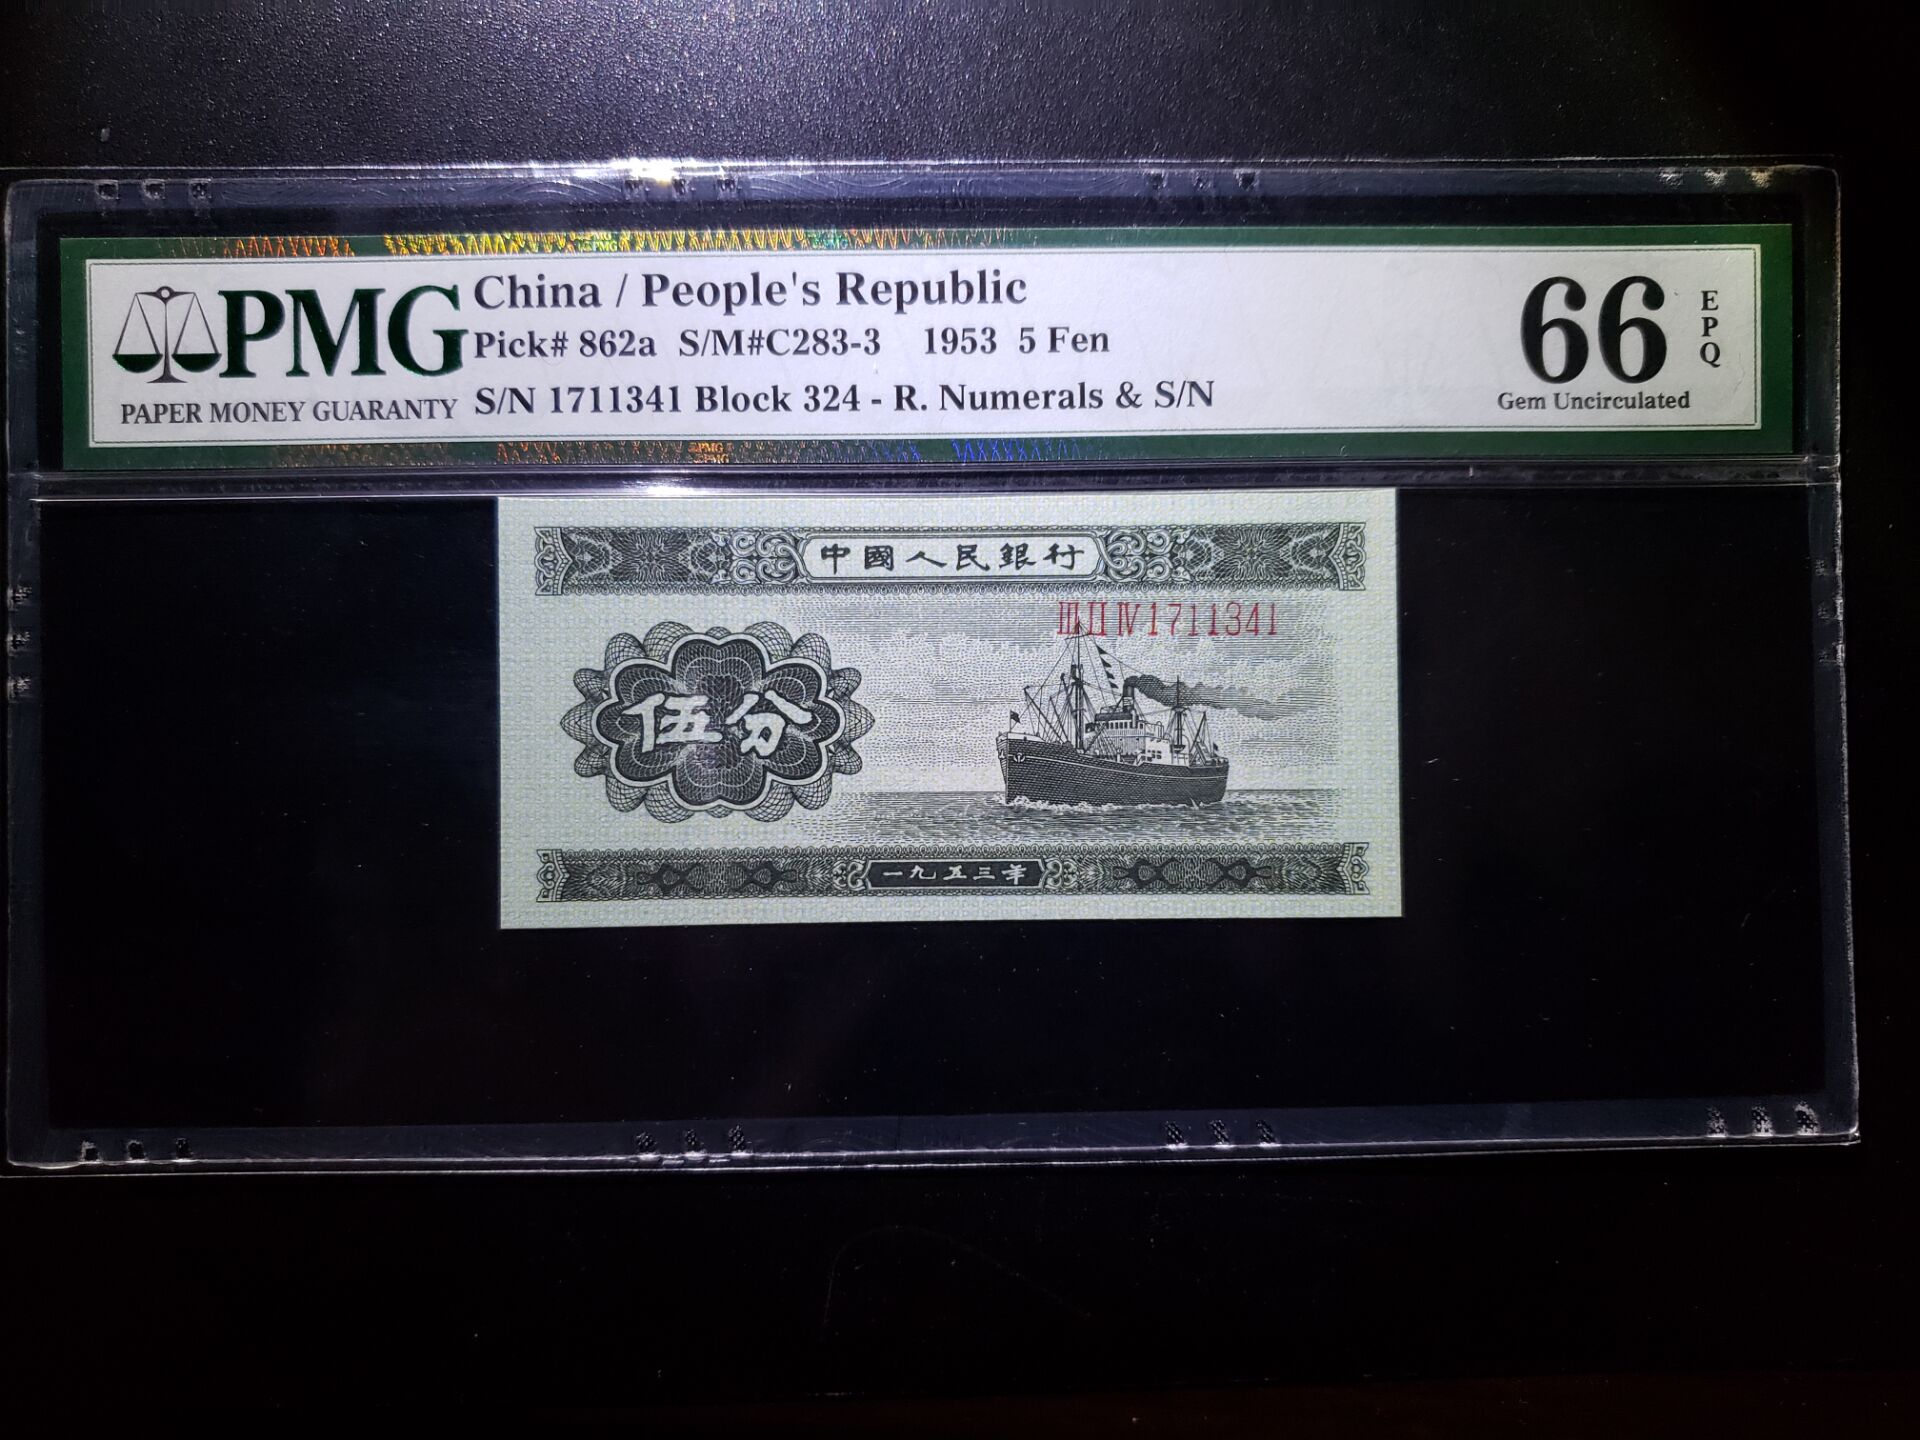 PMG
PAPER MONEY GUARANTY
China / People's Republic
Pick# 862a S/M#C283-3 1953 5 Fen
S/N 1711341 Block 324 - R. Numerals & S/N
66
EPQ
Gem Uncirculated
中國人民銀行
III II IV 1711341
伍分
一九五三年